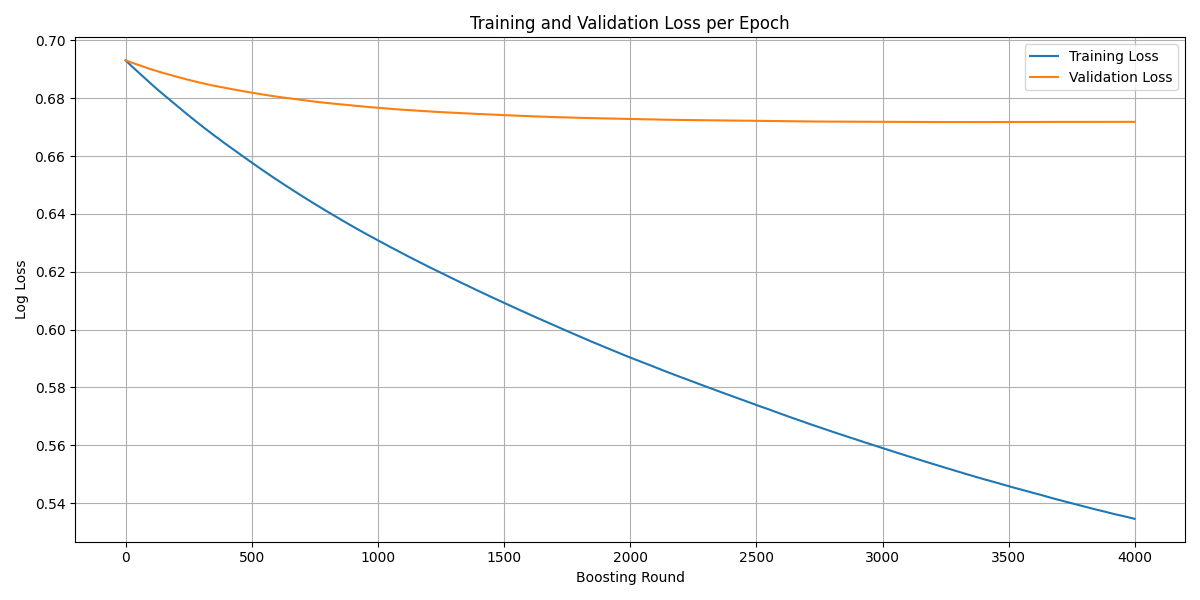 Training and Validation Loss per Epoch
Training Loss
Validation Loss
Log Loss
0.70
0.68
0.66
0.64
0.62
0.60
0.58
0.56
0.54
0 500 1000 1500 2000 2500 3000 3500 4000
Boosting Round